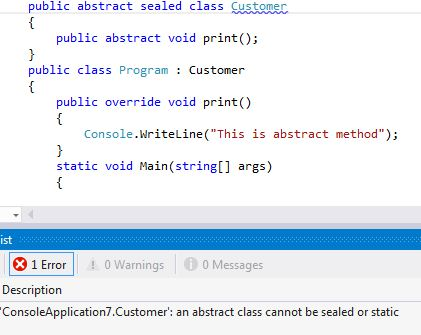 public abstract sealed class Customer
{
public abstract void print();
}
public class Program : Customer
{
public override void print()
{
Console.WriteLine("This is abstract method");
}
static void Main(string[] args)
{
ist
1 Error
0 Warnings
0 Messages
Description
'ConsoleApplication7.Customer': an abstract class cannot be sealed or static